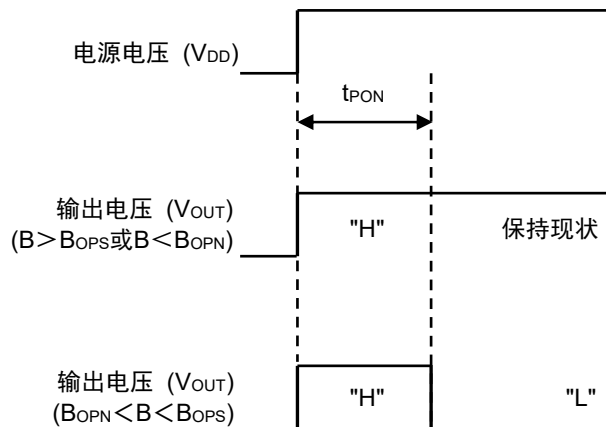 电源电压 (VDD)
tPON
输出电压 (VOUT)
(B＞BOPS或B＜BOPN)
"H"
保持现状
输出电压 (VOUT)
(BOPN＜B＜BOPS)
"H"
"L"